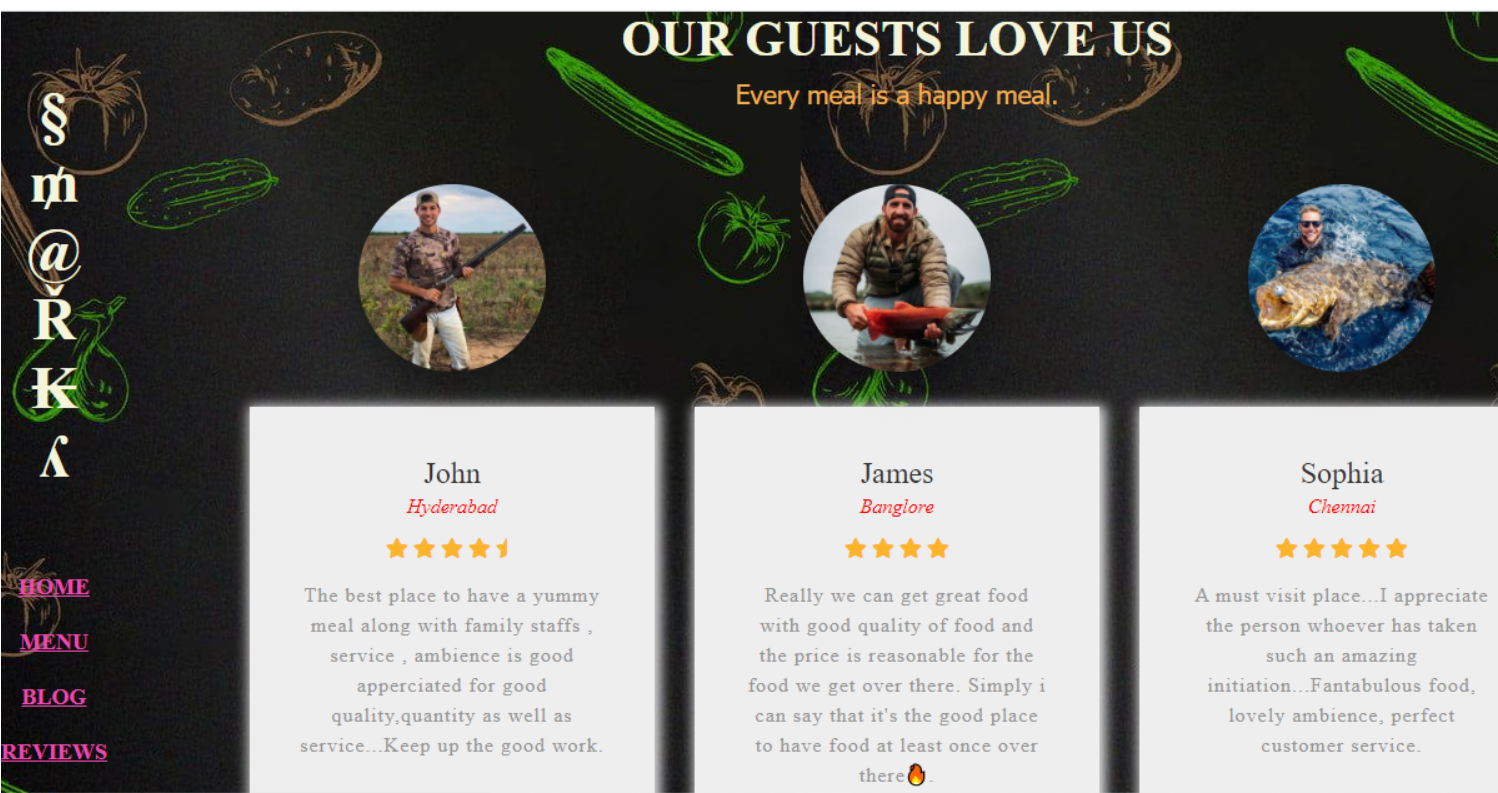 OUR GUESTS LOVE US
Every meal is a happy meal.
§
₥
@
Ř
₭
ʎ
HOME
MENU
BLOG
REVIEWS
John
Hyderabad
The best place to have a yummy
meal along with family staffs ,
service , ambience is good
apperciated for good
quality,quantity as well as
service...Keep up the good work.
James
Banglore
Really we can get great food
with good quality of food and
the price is reasonable for the
food we get over there. Simply i
can say that it's the good place
to have food at least once over
there🔥.
Sophia
Chennai
A must visit place...I appreciate
the person whoever has taken
such an amazing
initiation...Fantabulous food,
lovely ambience, perfect
customer service.